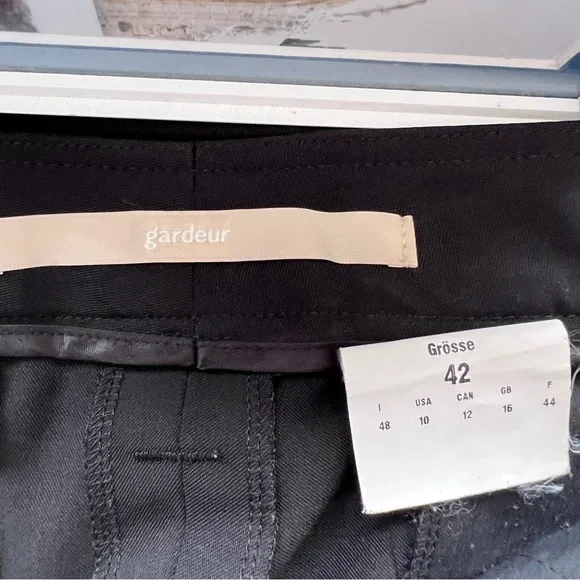 gardeur
Grösse
42
I USA CAN GB F
48 10 12 16 44